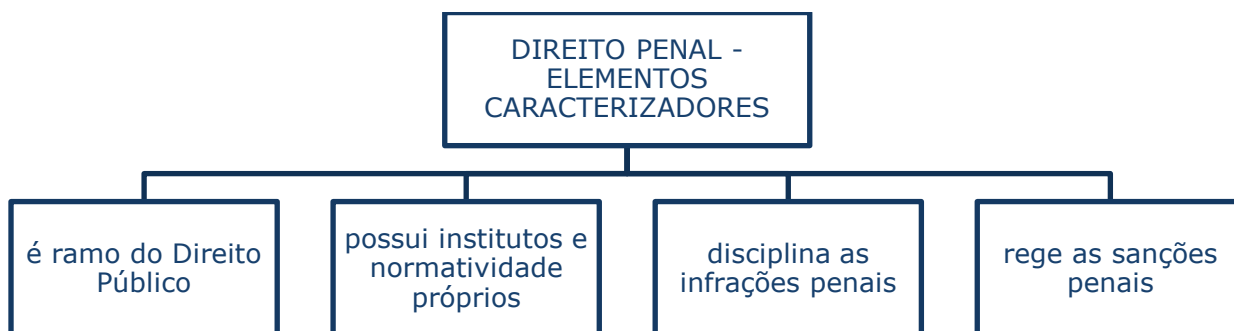 DIREITO PENAL -
ELEMENTOS
CARACTERIZADORES
é ramo do Direito
Público
possui institutos e
normatividade
próprios
disciplina as
infrações penais
rege as sanções
penais